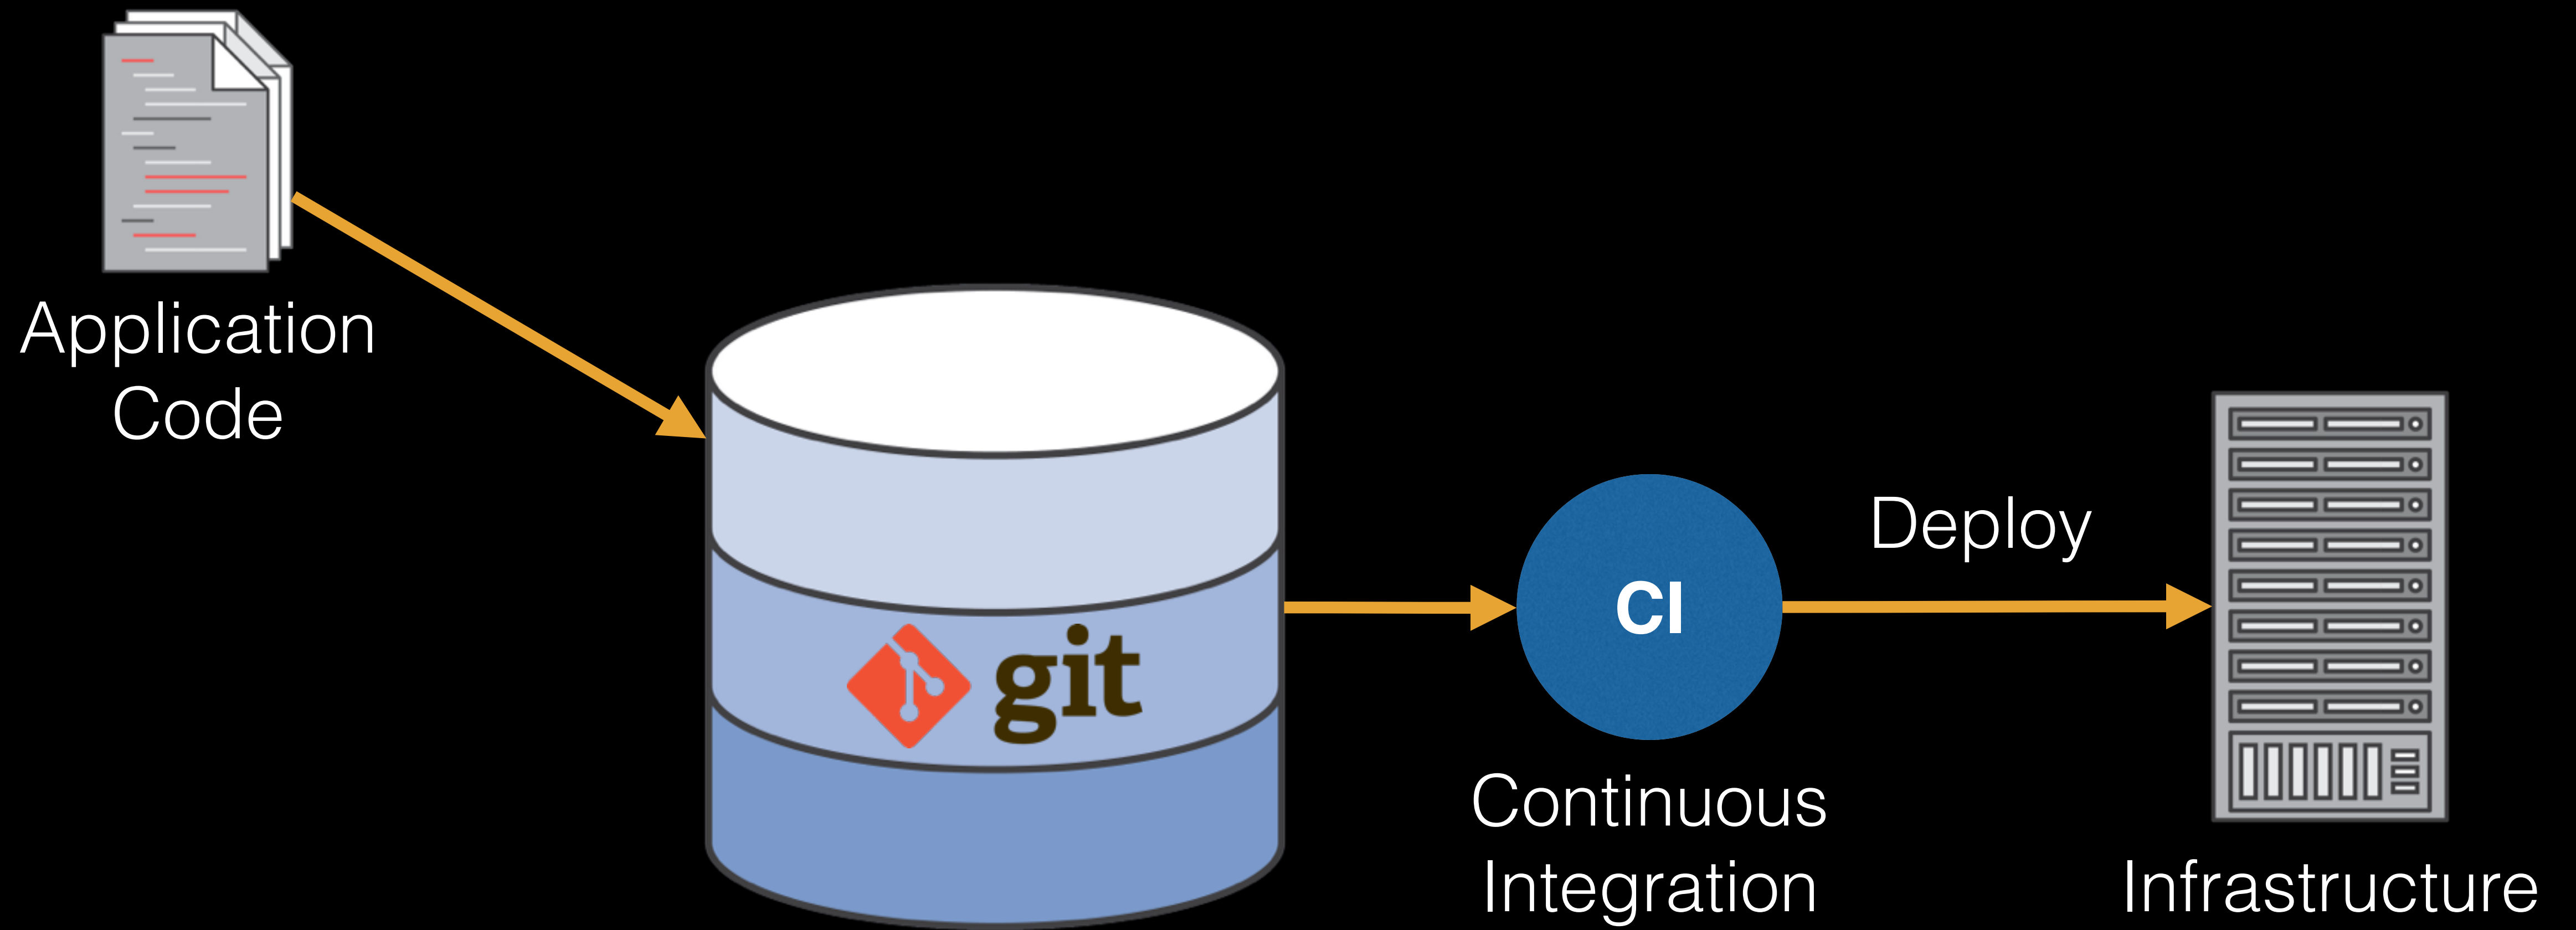 Application
Code
git
CI
Continuous
Integration
Deploy
Infrastructure